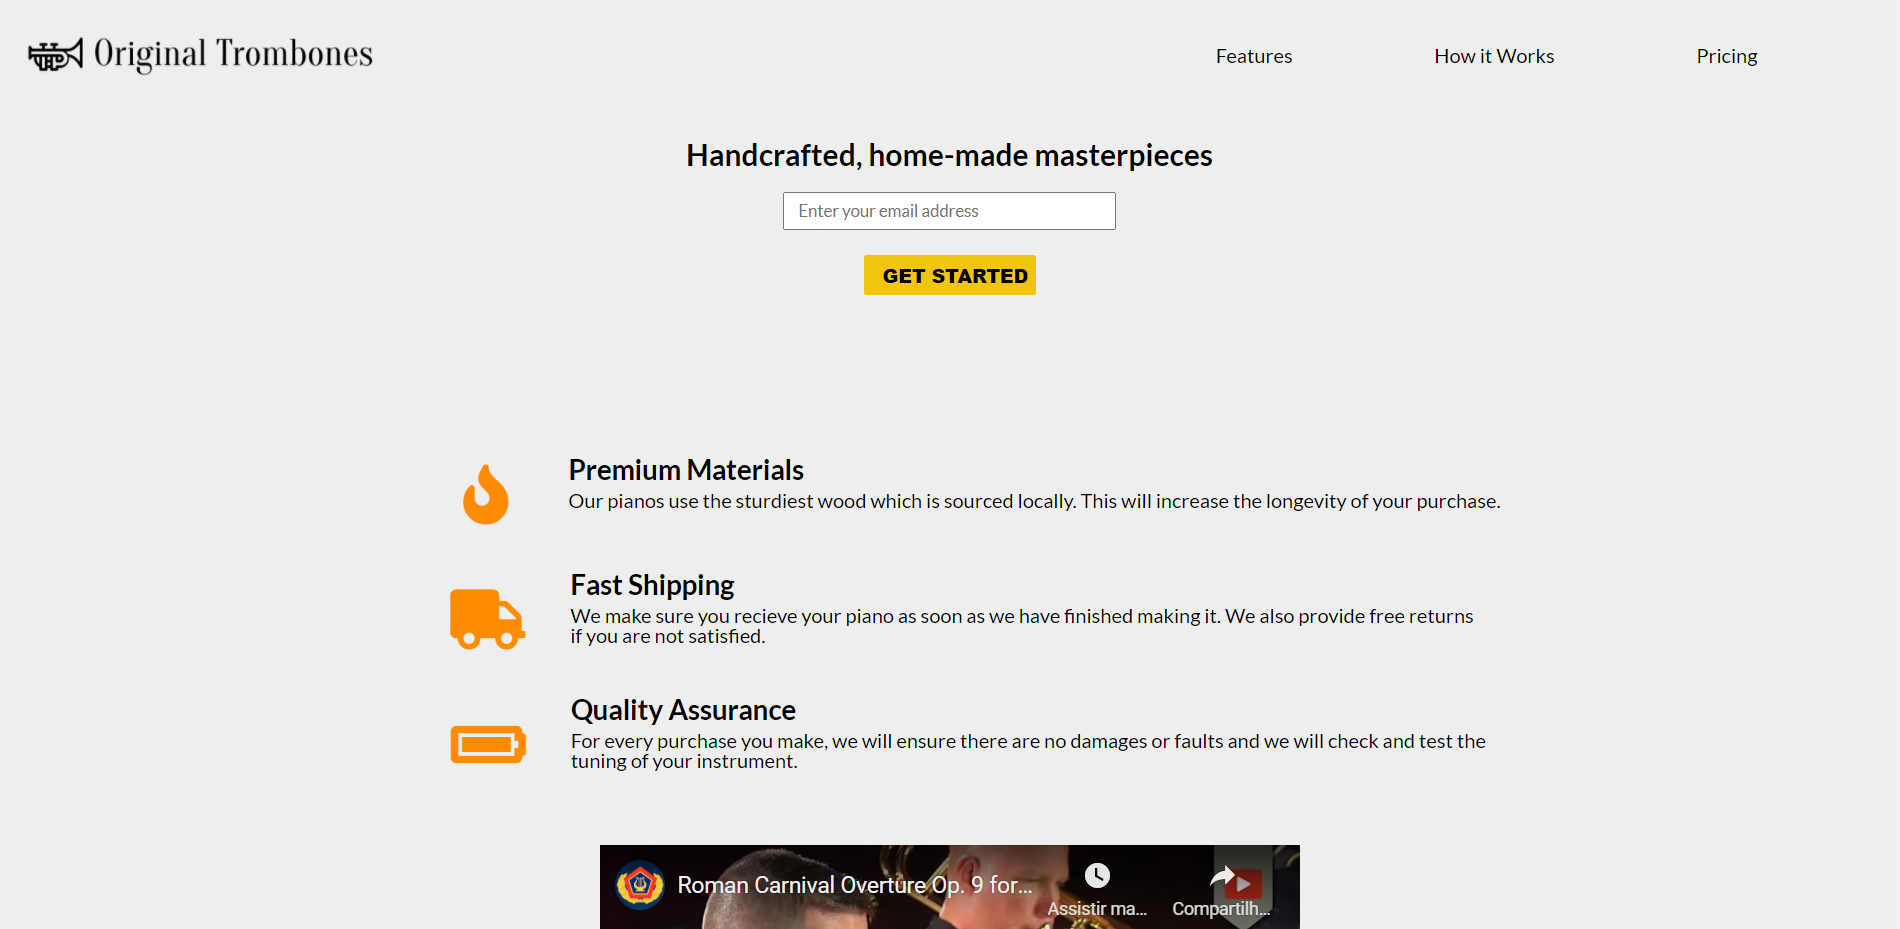 Original Trombones
Features
How it Works
Pricing
Handcrafted, home-made masterpieces
Enter your email address
GET STARTED
Premium Materials
Our pianos use the sturdiest wood which is sourced locally. This will increase the longevity of your purchase.
Fast Shipping
We make sure you recieve your piano as soon as we have finished making it. We also provide free returns
if you are not satisfied.
Quality Assurance
For every purchase you make, we will ensure there are no damages or faults and we will check and test the
tuning of your instrument.
Roman Carnival Overture Op. 9 for...
Assistir ma...
Compartilh...